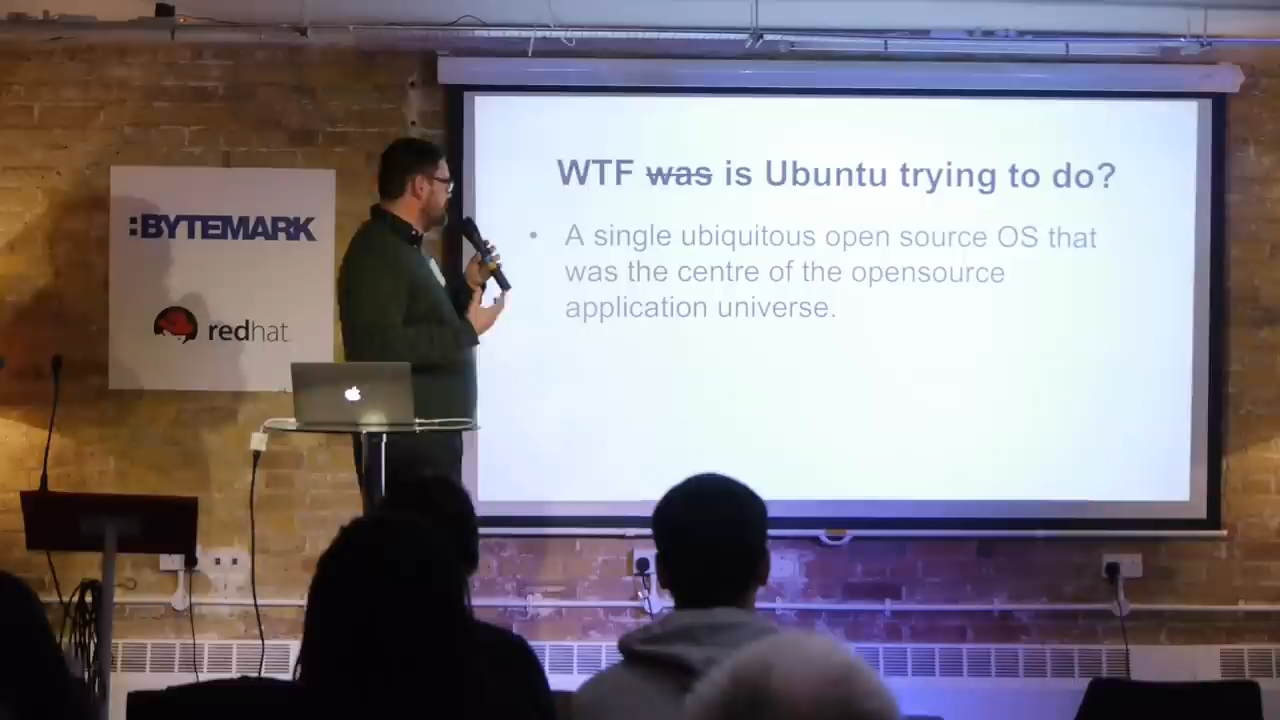 :BYTEMARK
redhat.
WTF was is Ubuntu trying to do?
• A single ubiquitous open source OS that
was the centre of the opensource
application universe.